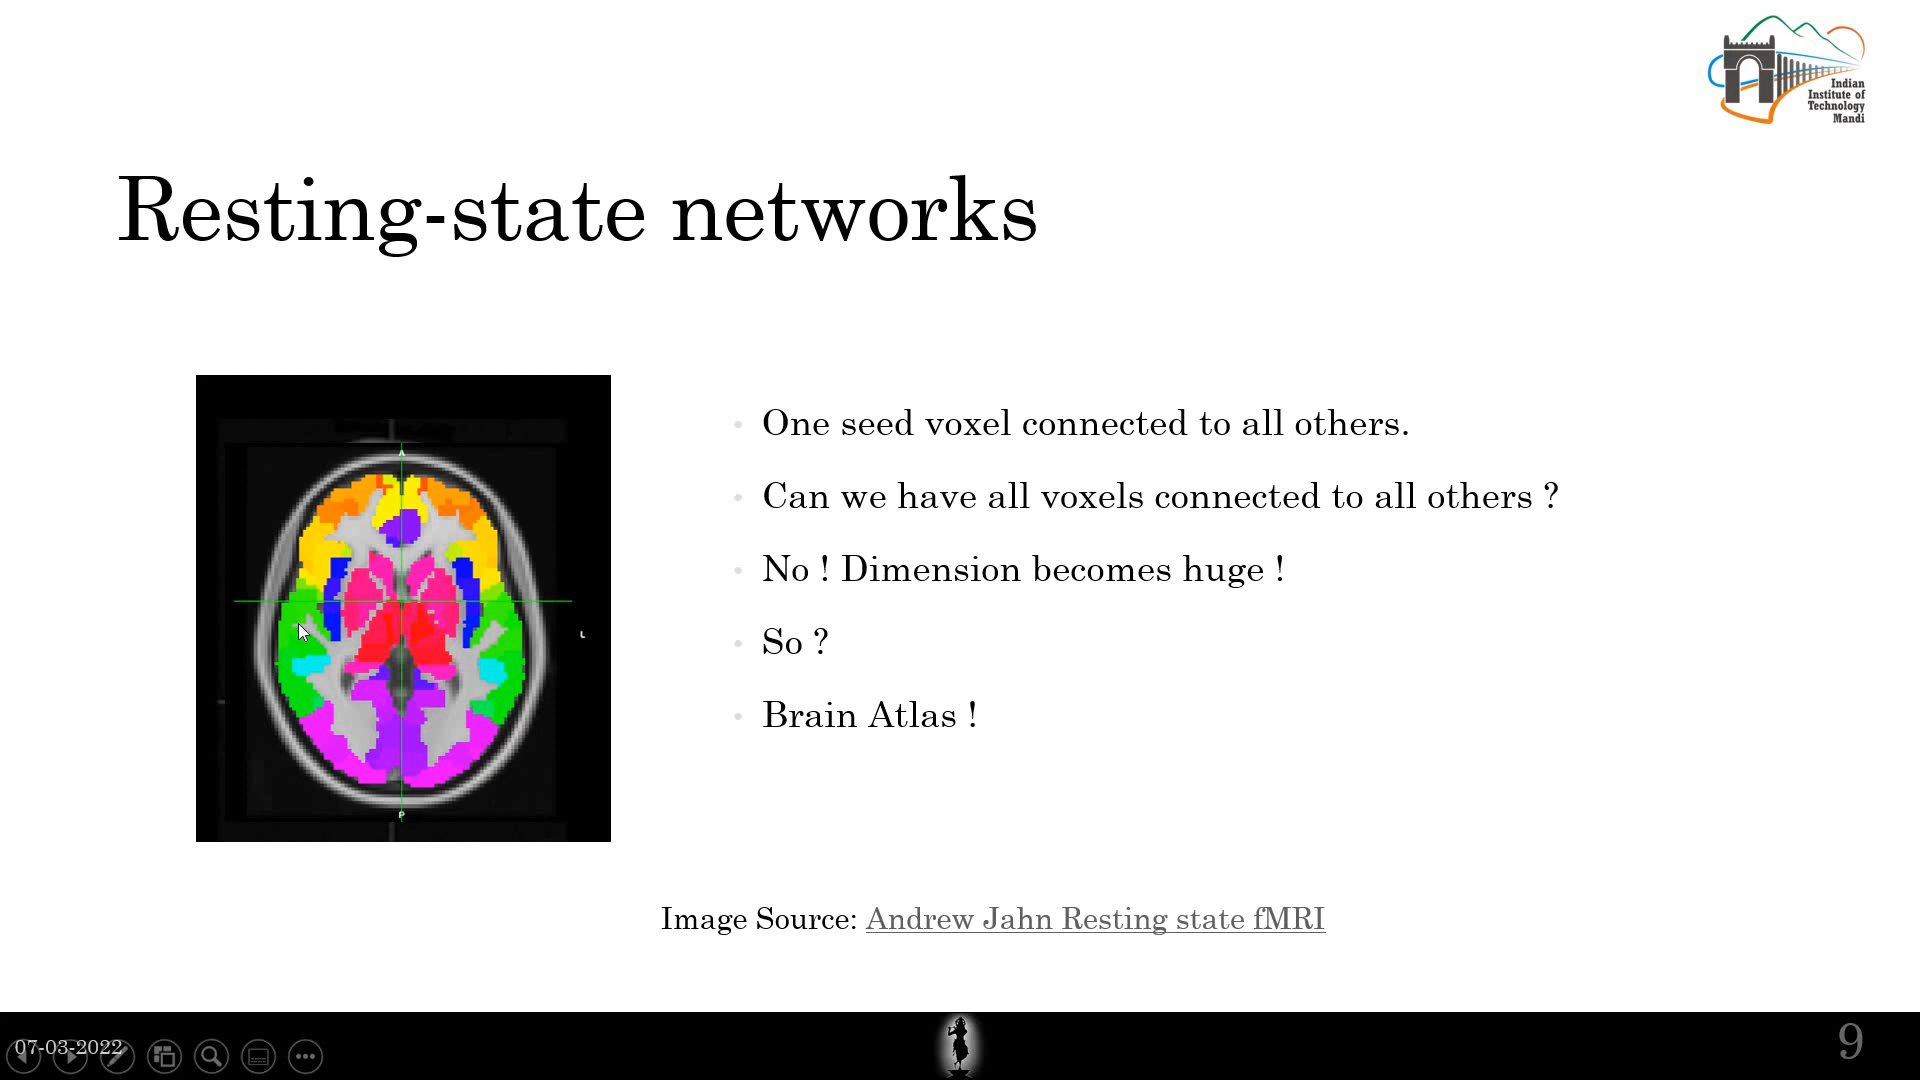 Indian
Institute of
Technology
Mandi
Resting-state networks
A
L
P
One seed voxel connected to all others.
Can we have all voxels connected to all others ?
No ! Dimension becomes huge !
So ?
Brain Atlas !
Image Source: Andrew Jahn Resting state fMRI
07-03-2022
9